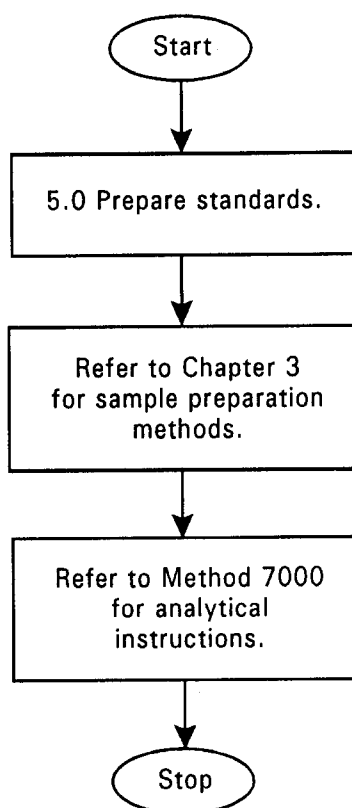 Start
5.0 Prepare standards.
Refer to Chapter 3
for sample preparation
methods.
Refer to Method 7000
for analytical
instructions.
Stop